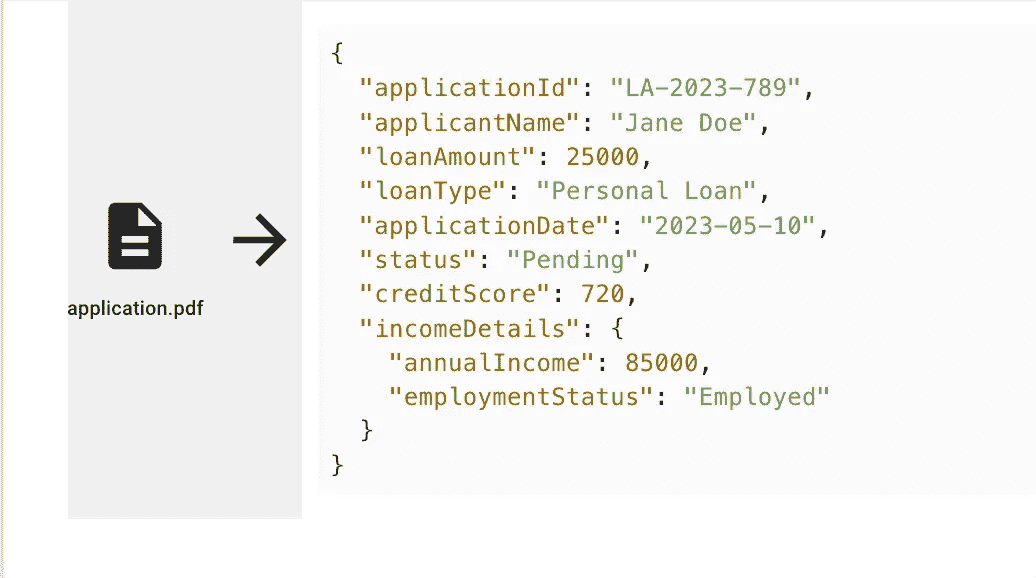 application.pdf
{
  "applicationId": "LA-2023-789",
  "applicantName": "Jane Doe",
  "loanAmount": 25000,
  "loanType": "Personal Loan",
  "applicationDate": "2023-05-10",
  "status": "Pending",
  "creditScore": 720,
  "incomeDetails": {
    "annualIncome": 85000,
    "employmentStatus": "Employed"
  }
}